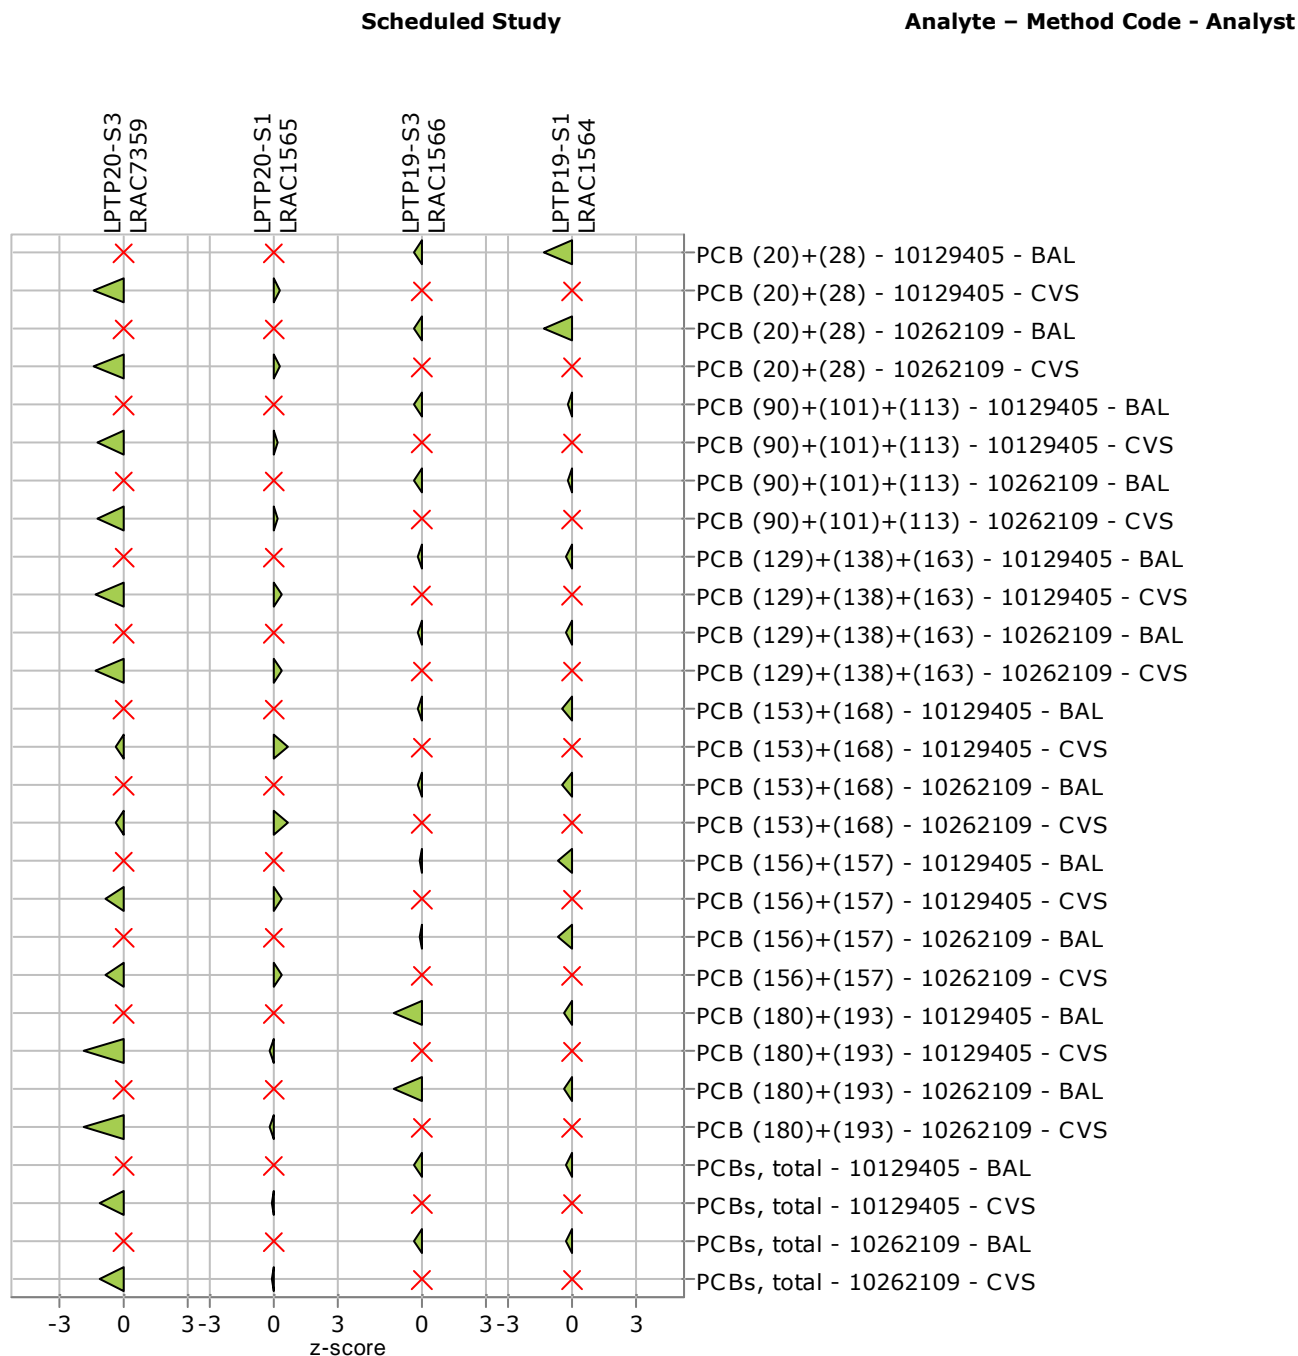 Scheduled Study
Analyte – Method Code - Analyst
LPTP20-S3
LRAC7359
LPTP20-S1
LRAC1565
LPTP19-S3
LRAC1566
LPTP19-S1
LRAC1564
PCB (20)+(28) - 10129405 - BAL
PCB (20)+(28) - 10129405 - CVS
PCB (20)+(28) - 10262109 - BAL
PCB (20)+(28) - 10262109 - CVS
PCB (90)+(101)+(113) - 10129405 - BAL
PCB (90)+(101)+(113) - 10129405 - CVS
PCB (90)+(101)+(113) - 10262109 - BAL
PCB (90)+(101)+(113) - 10262109 - CVS
PCB (129)+(138)+(163) - 10129405 - BAL
PCB (129)+(138)+(163) - 10129405 - CVS
PCB (129)+(138)+(163) - 10262109 - BAL
PCB (129)+(138)+(163) - 10262109 - CVS
PCB (153)+(168) - 10129405 - BAL
PCB (153)+(168) - 10129405 - CVS
PCB (153)+(168) - 10262109 - BAL
PCB (153)+(168) - 10262109 - CVS
PCB (156)+(157) - 10129405 - BAL
PCB (156)+(157) - 10129405 - CVS
PCB (156)+(157) - 10262109 - BAL
PCB (156)+(157) - 10262109 - CVS
PCB (180)+(193) - 10129405 - BAL
PCB (180)+(193) - 10129405 - CVS
PCB (180)+(193) - 10262109 - BAL
PCB (180)+(193) - 10262109 - CVS
PCBs, total - 10129405 - BAL
PCBs, total - 10129405 - CVS
PCBs, total - 10262109 - BAL
PCBs, total - 10262109 - CVS
-3 0 3 -3 0 3 0 3 -3 0 3
z-score